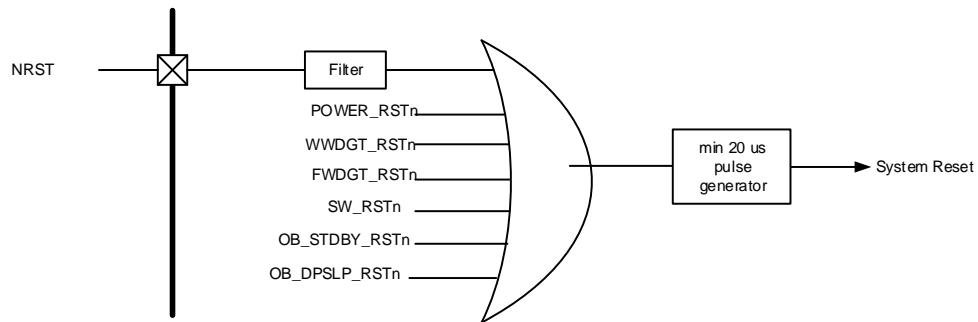 NRST
Filter
POWER_RSTn
WWDGT_RSTn
FWDGT_RSTn
SW_RSTn
OB_STDBY_RSTn
OB_DPSLP_RSTn
min 20 us
pulse
generator
System Reset